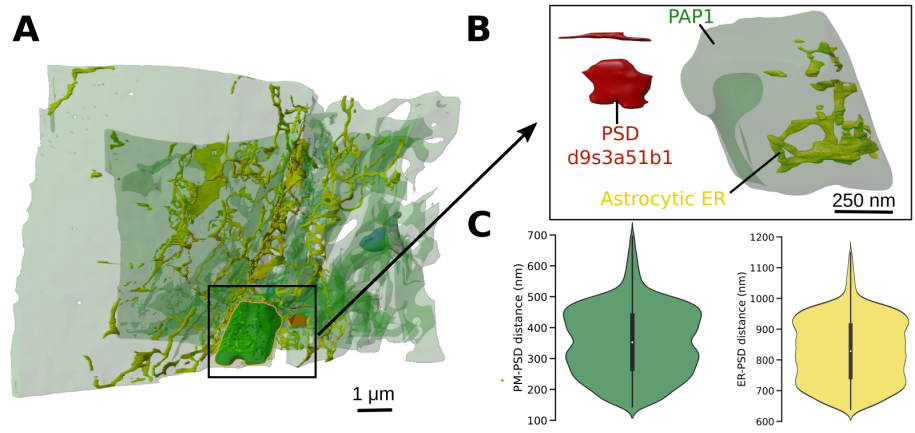 A
1 µm
B
PAP1
PSD
d9s3a51b1
Astrocytic ER
250 nm
C
PM-PSD distance (nm)
700
600
500
400
300
200
100
ER-PSD distance (nm)
1200
1100
1000
900
800
700
600